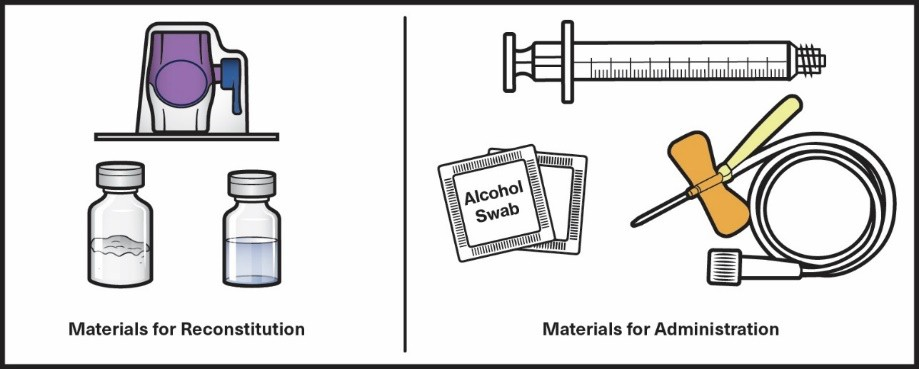 Alcohol
Swab
Materials for Reconstitution
Materials for Administration